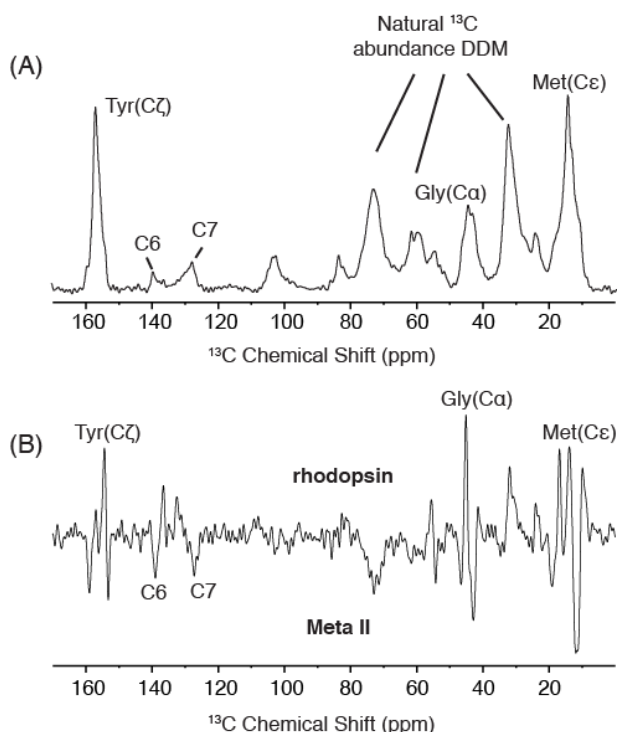 Natural ¹³C
abundance DDM
(A)
Tyr(Cζ)
Met(Cε)
Gly(Cα)
C6
C7
160 140 120 100 80 60 40 20
¹³C Chemical Shift (ppm)
Gly(Cα)
(B)
Tyr(Cζ)
Met(Cε)
rhodopsin
C6
C7
Meta II
160 140 120 100 80 60 40 20
¹³C Chemical Shift (ppm)